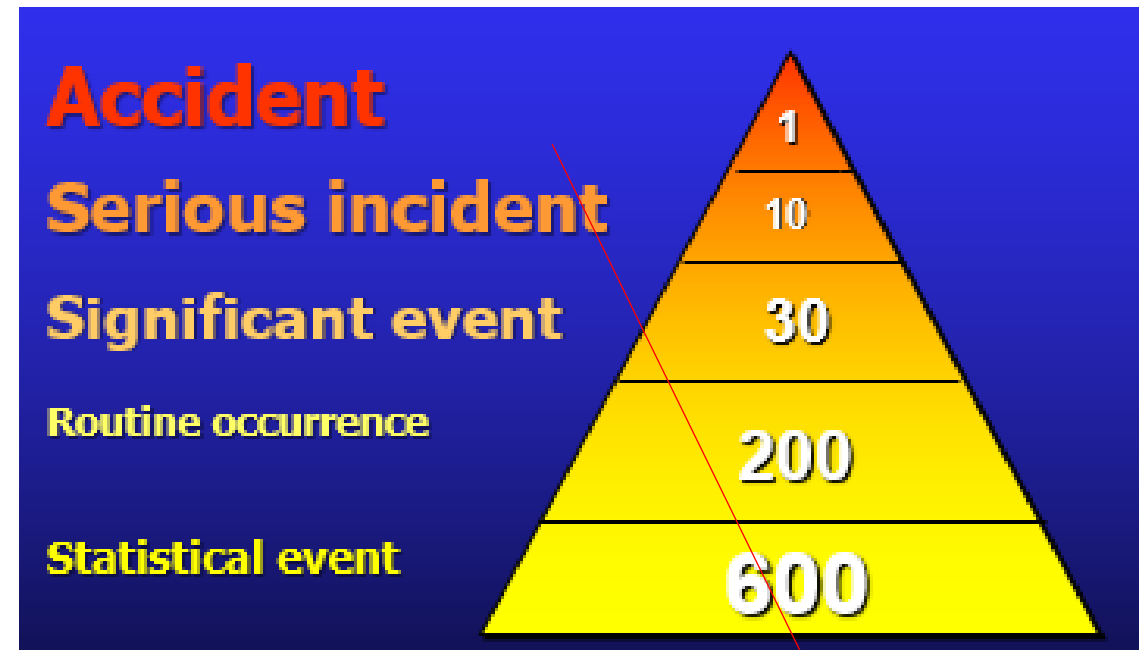 Accident
1
Serious incident
10
Significant event
30
Routine occurrence
200
Statistical event
600